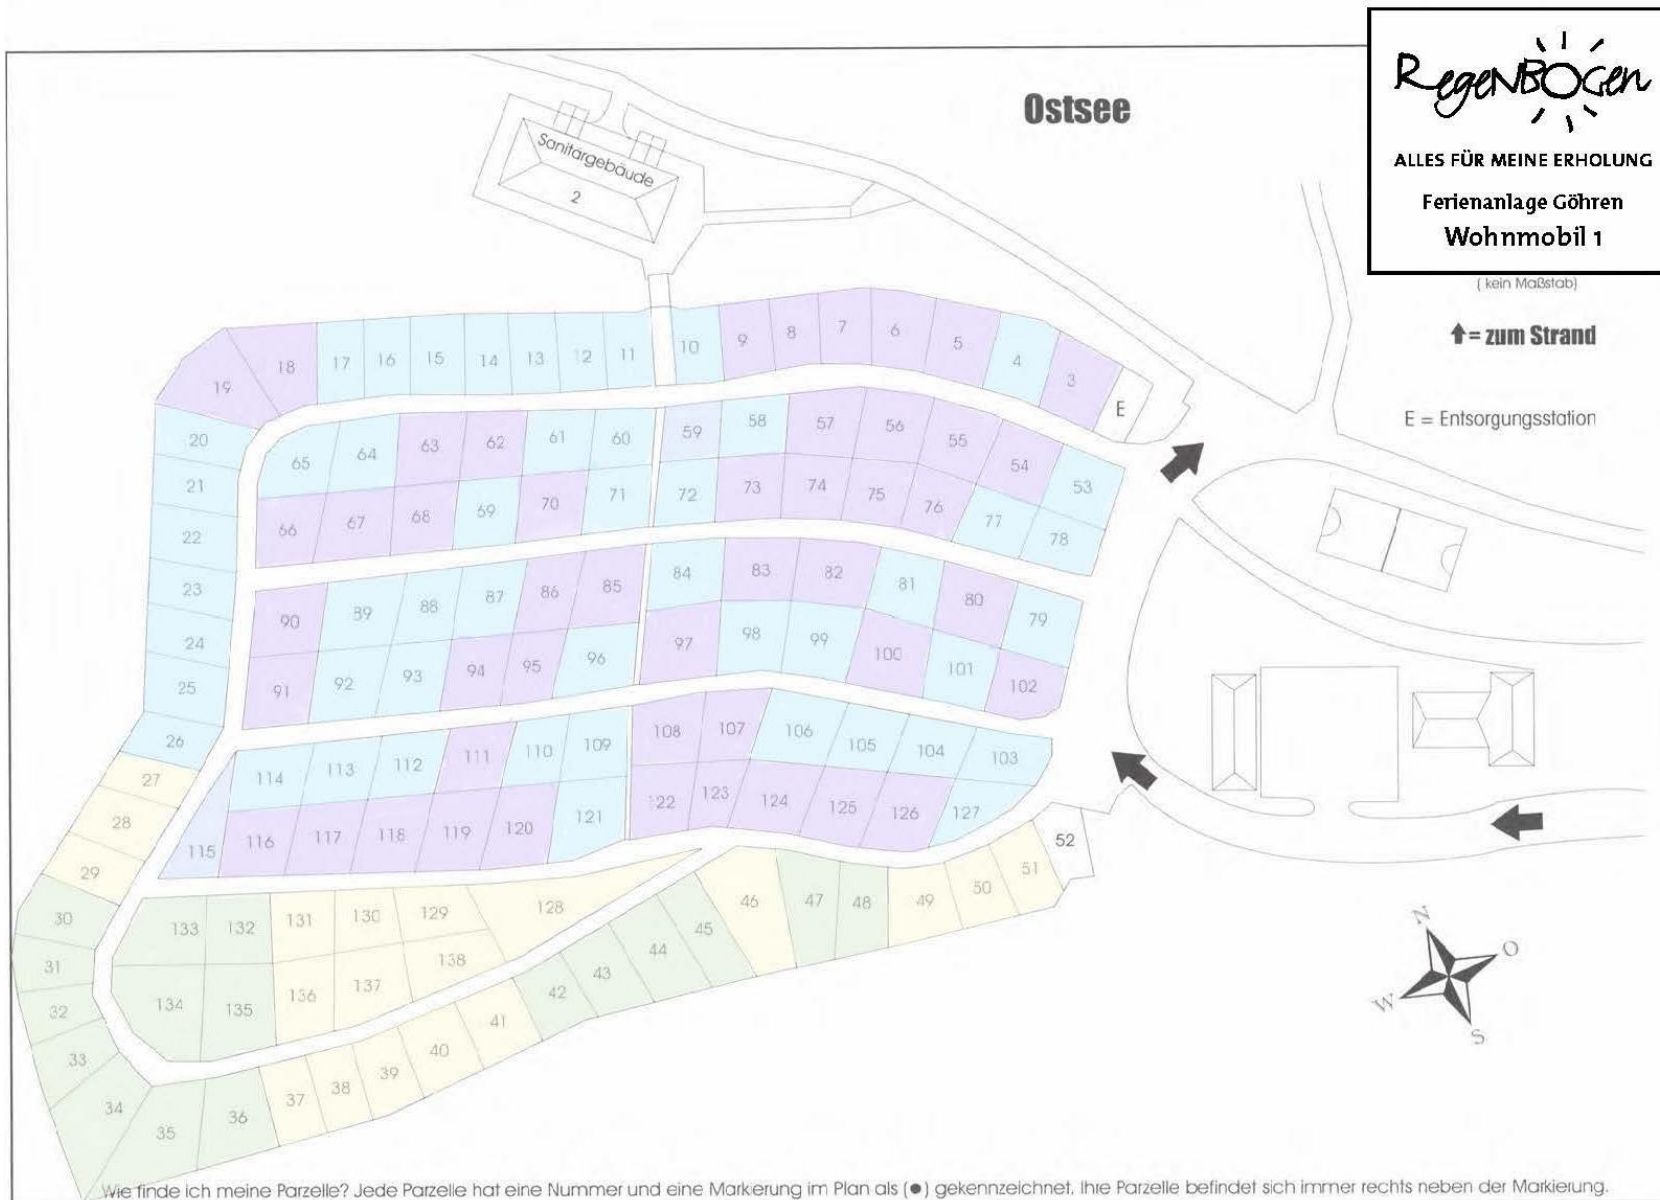 RegenBOGen
ALLES FÜR MEINE ERHOLUNG
Ferienanlage Göhren
Wohnmobil 1
( kein Maßstab)
= zum Strand
E = Entsorgungsstation
Ostsee
Sanitärgebäude
2
19 18 17 16 15 14 13 12 11 10 9 8 7 6 5 4 3 E
20 65 64 63 62 61 60 59 58 57 56 55 54 53
21 66 67 68 69 70 71 72 73 74 75 76 77 78
22
23 90 89 88 87 86 85 84 83 82 81 80 79
24 91 92 93 94 95 96 97 98 99 100 101 102
25
26 114 113 112 111 110 109 108 107 106 105 104 103
27
28 115 116 117 118 119 120 121 122 123 124 125 126 127 52
29
30 133 132 131 130 129 128 45 46 47 48 49 50 51
31 134 135 136 137 138 42 43 44
32
33 41
34 35 36 37 38 39 40
N
O
W
S
Wie finde ich meine Parzelle? Jede Parzelle hat eine Nummer und eine Markierung im Plan als (●) gekennzeichnet. Ihre Parzelle befindet sich immer rechts neben der Markierung.